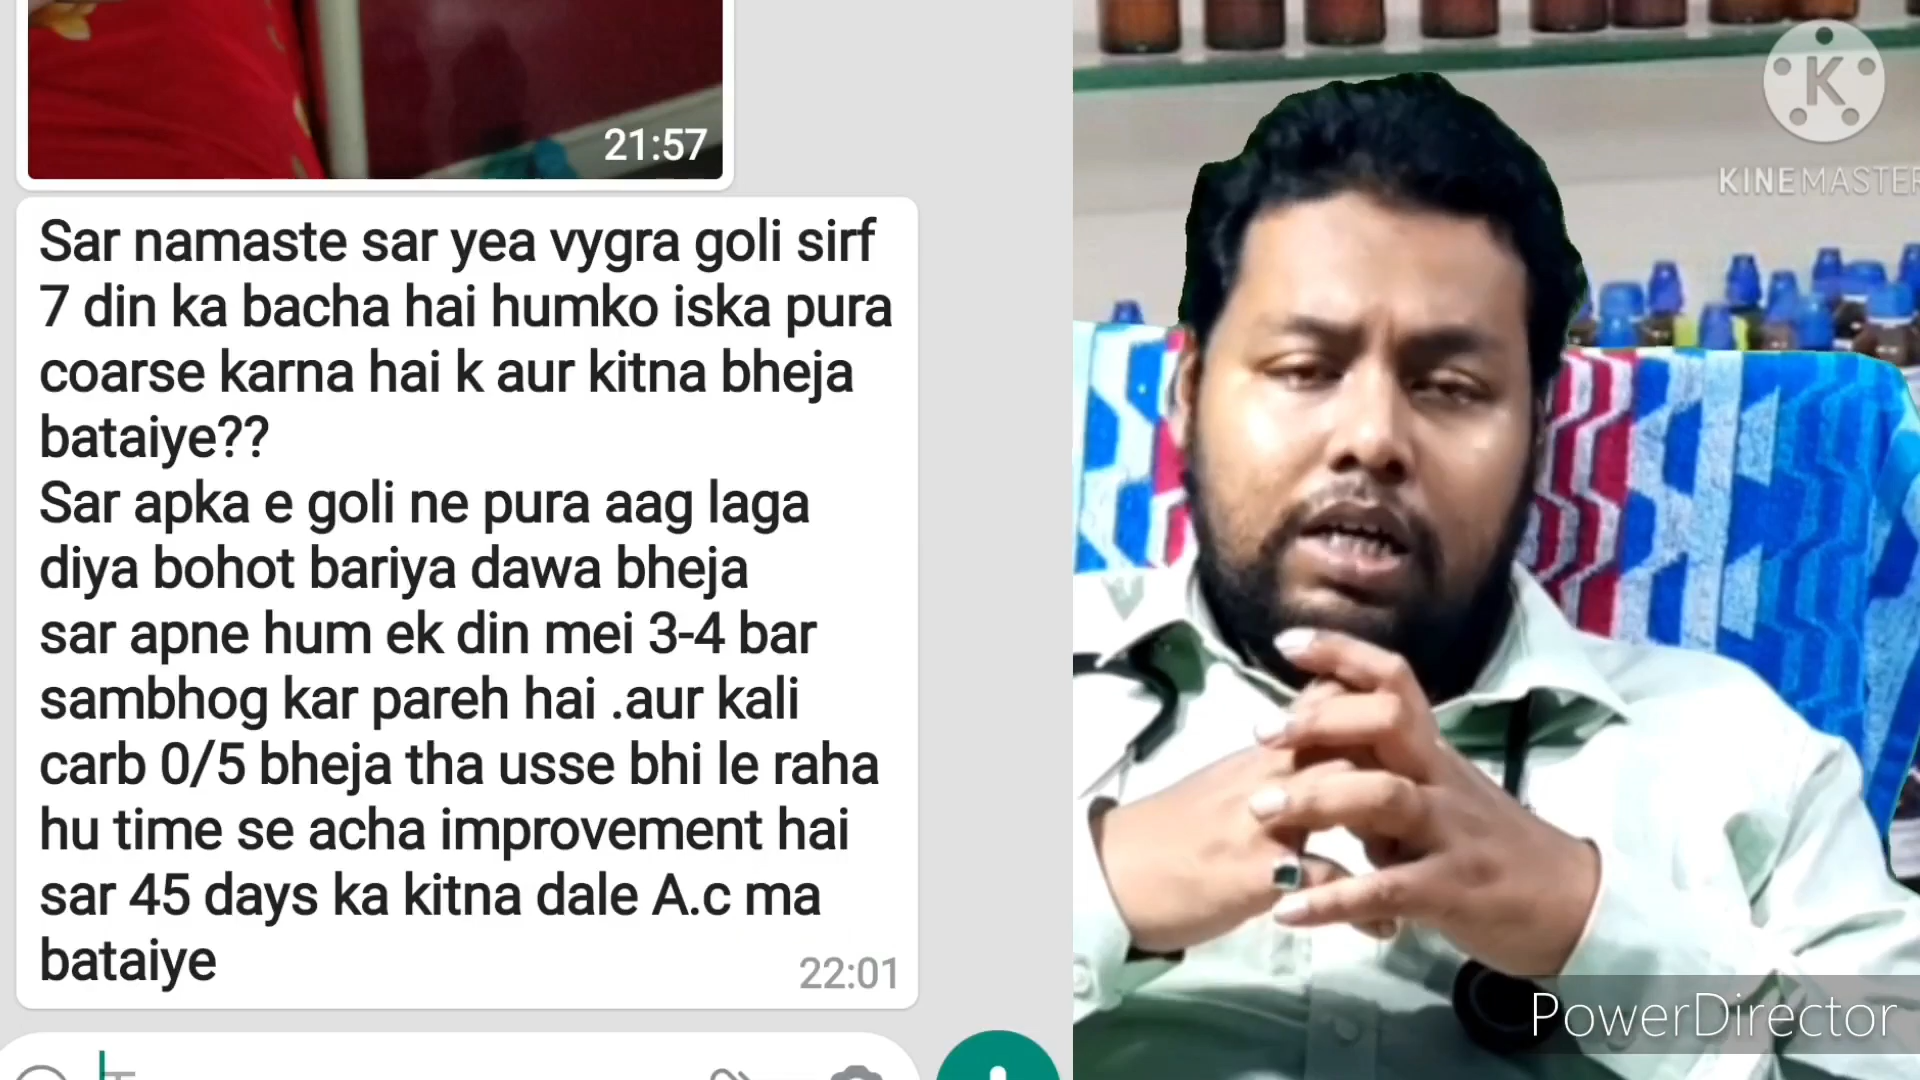 21:57
Sar namaste sar yea vygra goli sirf
7 din ka bacha hai humko iska pura
coarse karna hai k aur kitna bheja
bataiye??
Sar apka e goli ne pura aag laga
diya bohot bariya dawa bheja
sar apne hum ek din mei 3-4 bar
sambhog kar pareh hai .aur kali
carb 0/5 bheja tha usse bhi le raha
hu time se acha improvement hai
sar 45 days ka kitna dale A.c ma
bataiye
22:01
K
KINEMASTER
PowerDirector